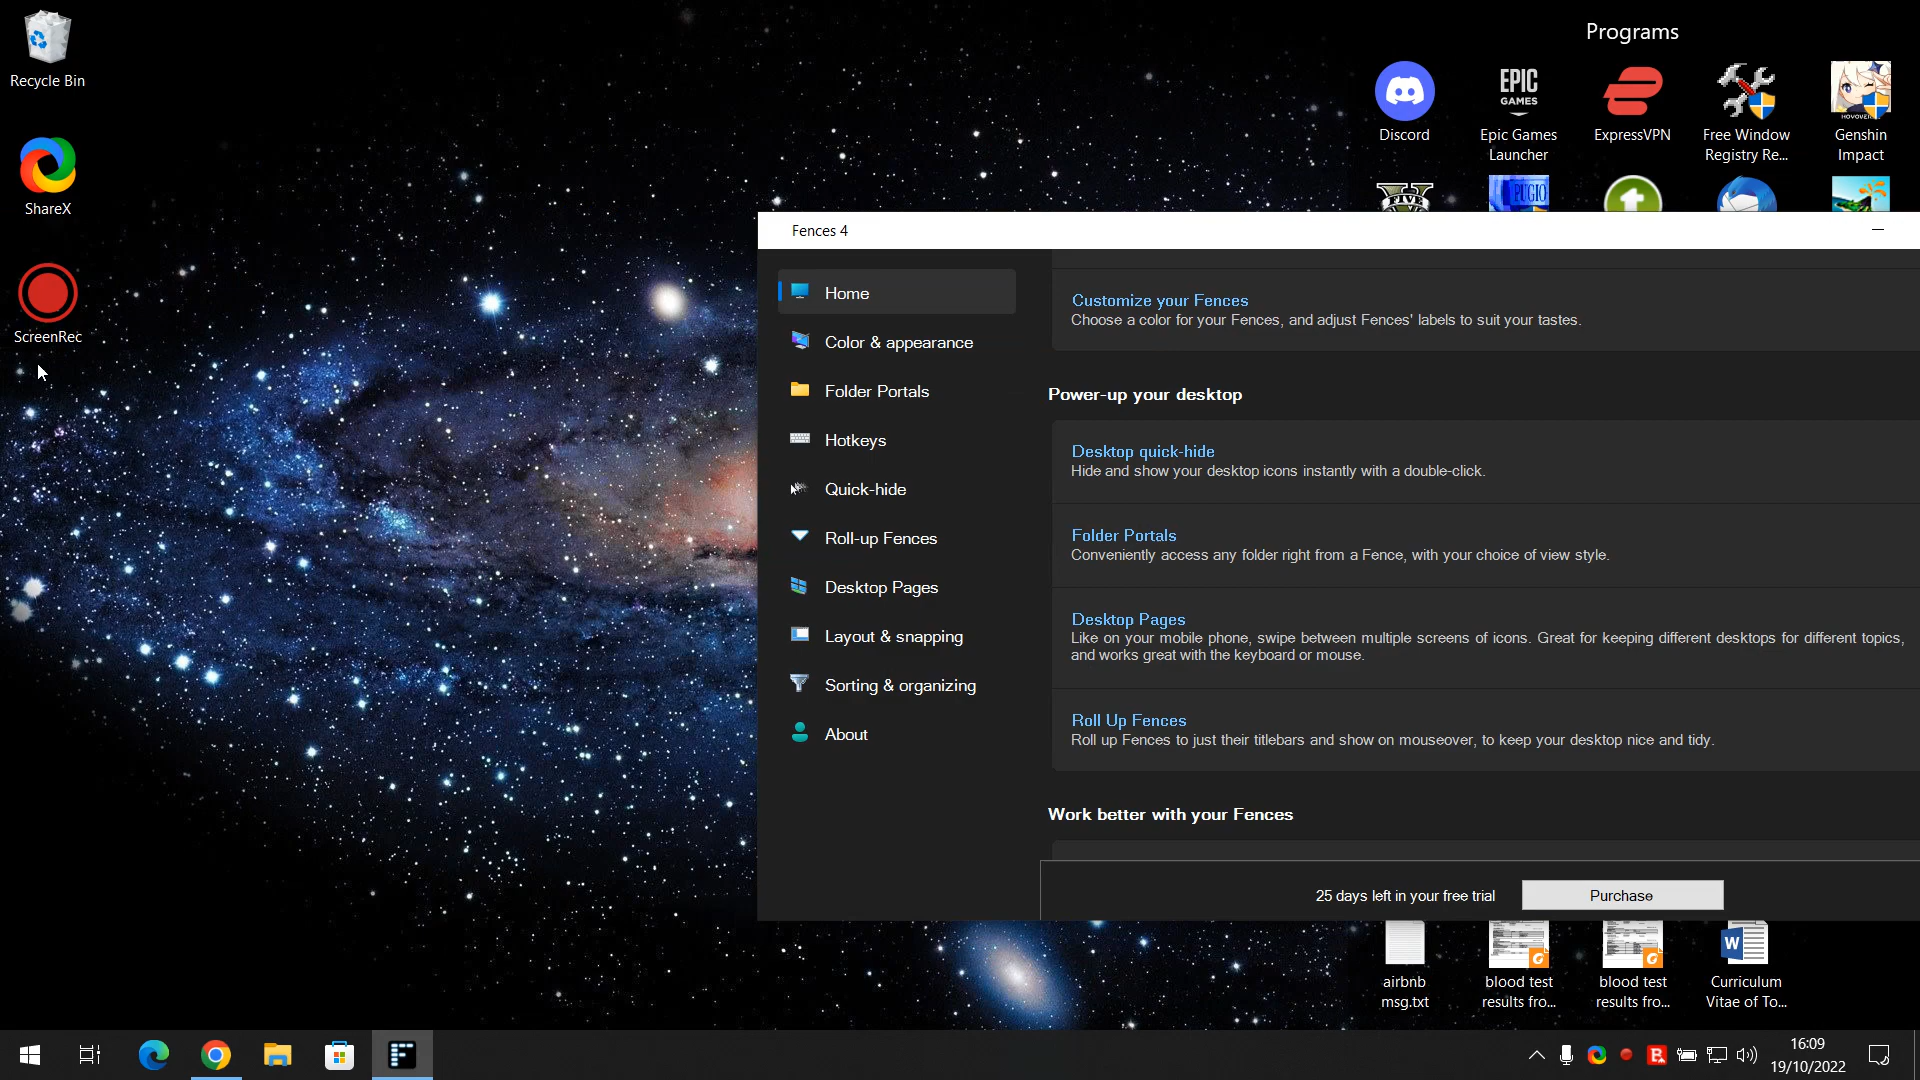 Recycle Bin
ShareX
ScreenRec
Programs
Discord
EPIC
GAMES
Epic Games
Launcher
ExpressVPN
Free Window
Registry Re...
Genshin
Impact
FIVE
PUGIO
Fences 4
Home
Color & appearance
Folder Portals
Hotkeys
Quick-hide
Roll-up Fences
Desktop Pages
Layout & snapping
Sorting & organizing
About
Customize your Fences
Choose a color for your Fences, and adjust Fences' labels to suit your tastes.
Power-up your desktop
Desktop quick-hide
Hide and show your desktop icons instantly with a double-click.
Folder Portals
Conveniently access any folder right from a Fence, with your choice of view style.
Desktop Pages
Like on your mobile phone, swipe between multiple screens of icons. Great for keeping different desktops for different topics,
and works great with the keyboard or mouse.
Roll Up Fences
Roll up Fences to just their titlebars and show on mouseover, to keep your desktop nice and tidy.
Work better with your Fences
25 days left in your free trial
Purchase
airbnb
msg.txt
blood test
results fro...
blood test
results fro...
W
Curriculum
Vitae of To...
16:09
19/10/2022